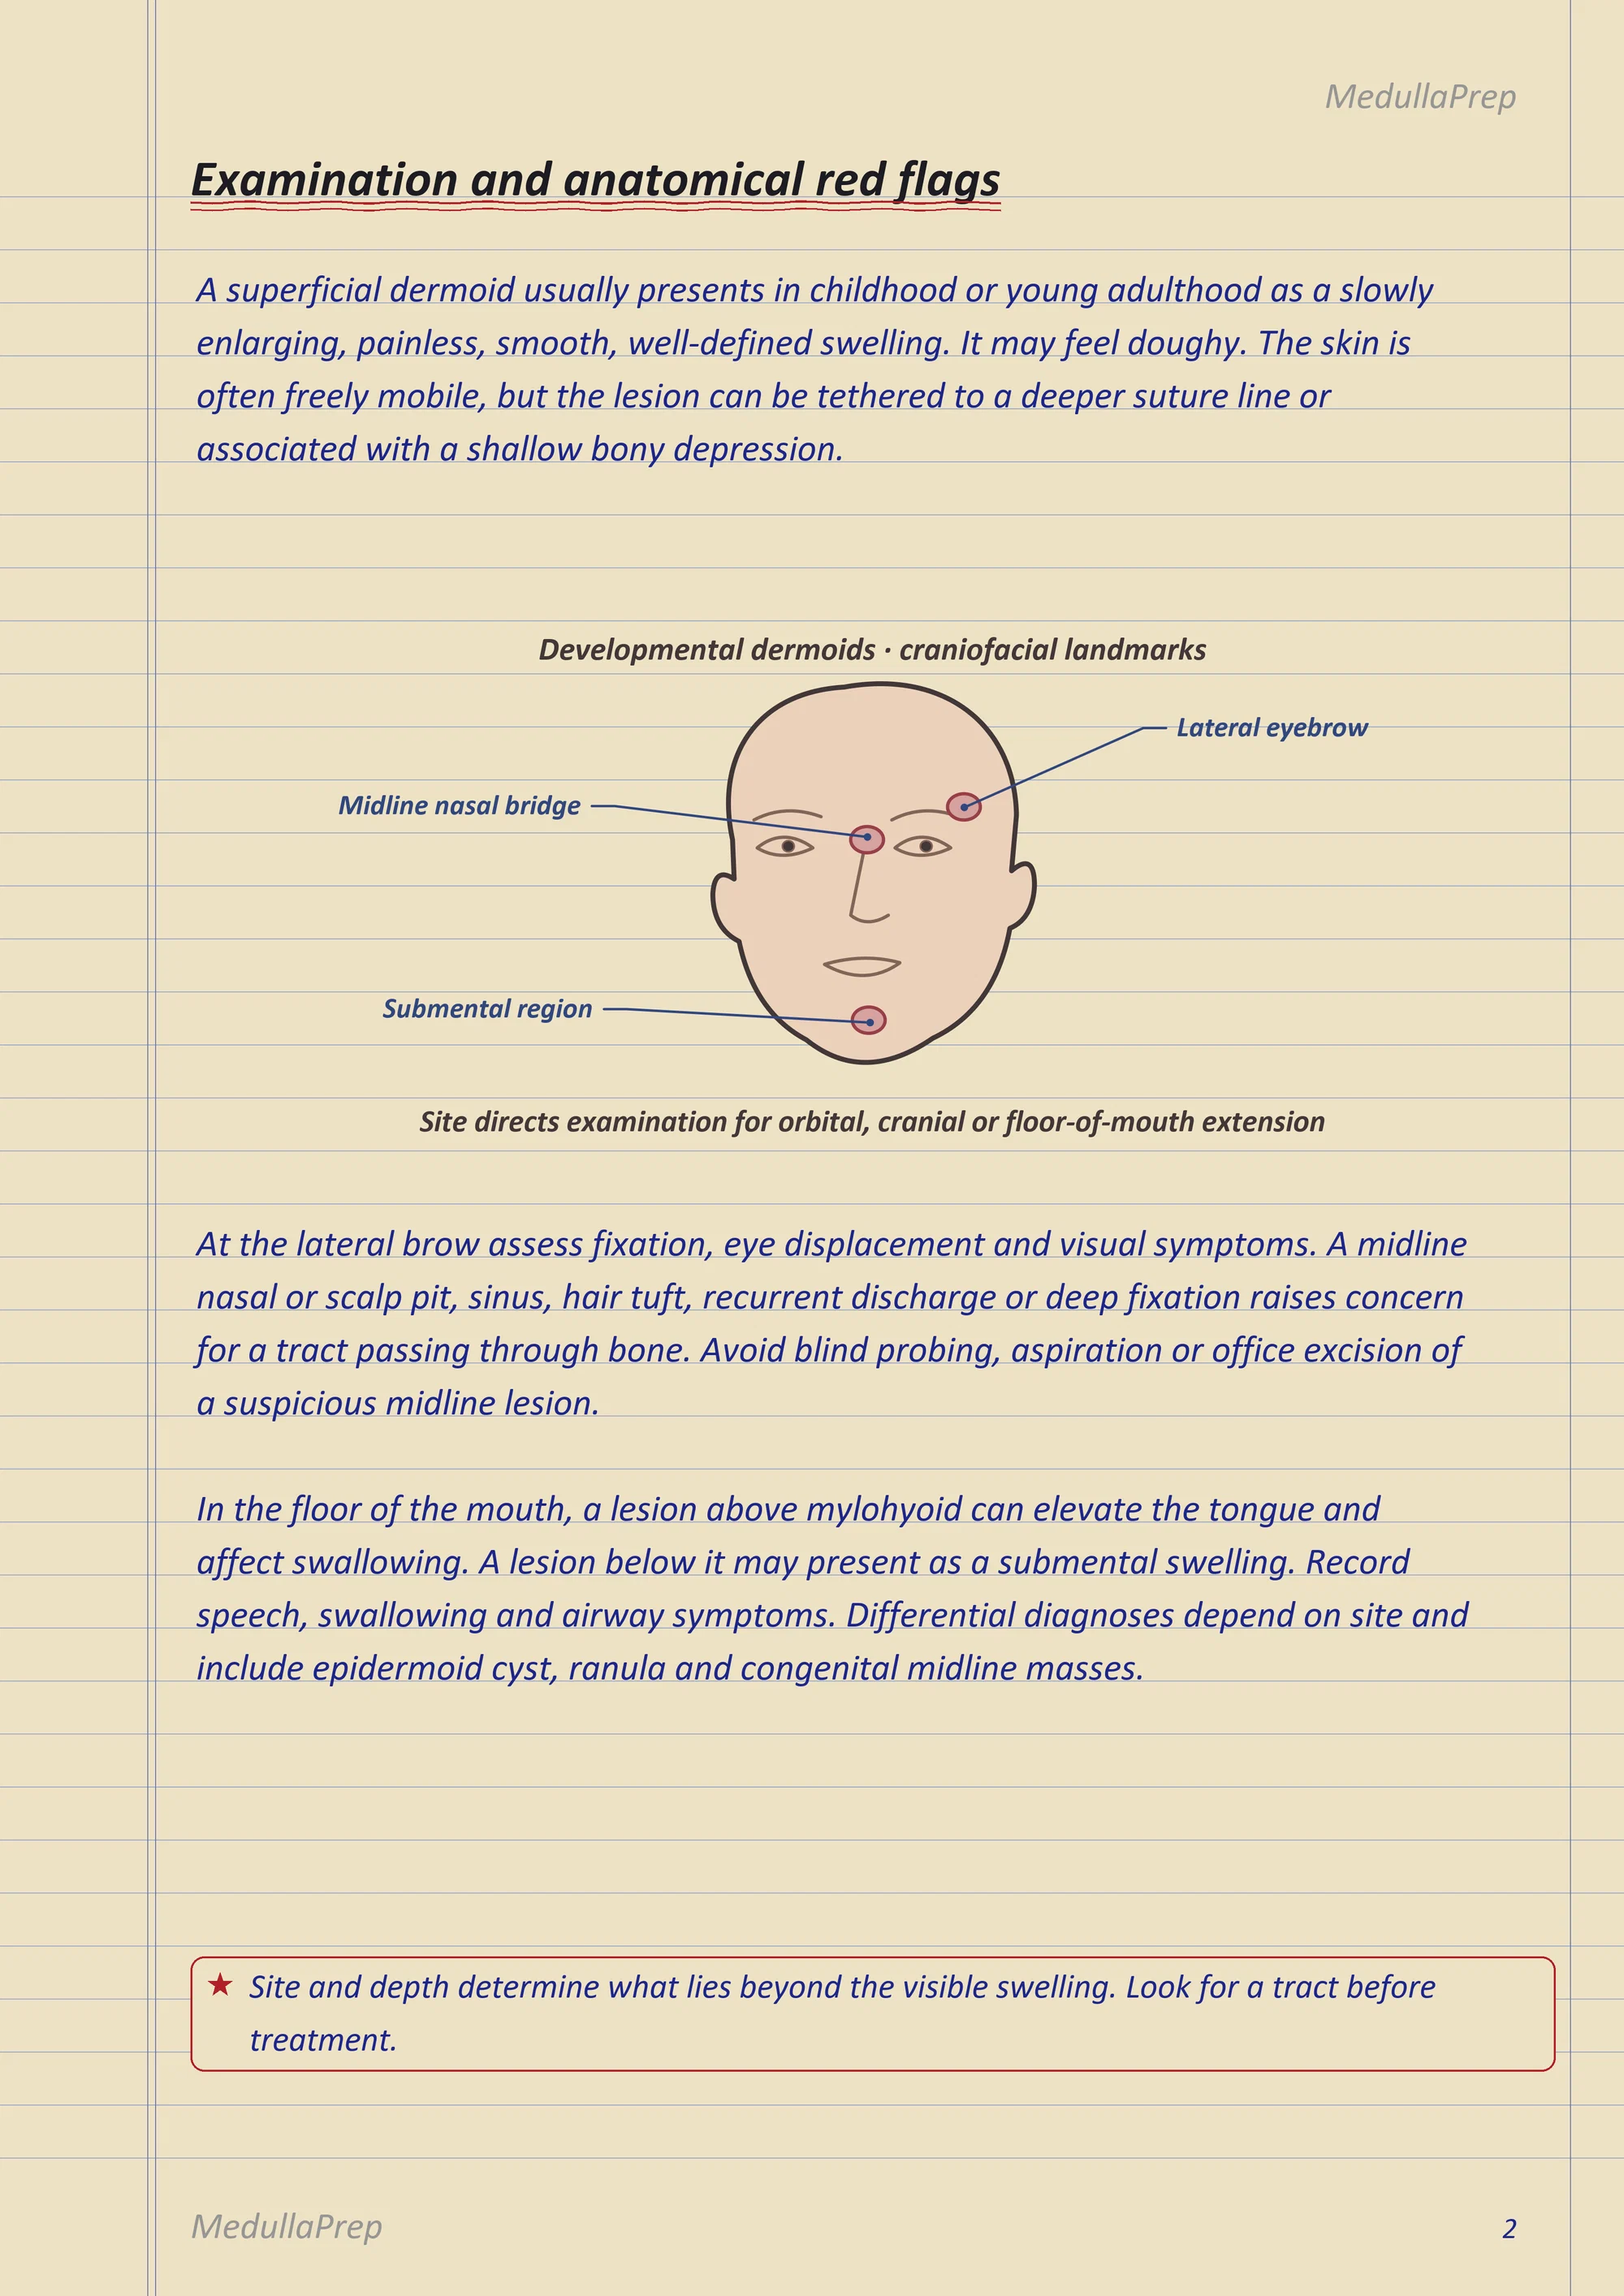 MedullaPrep
Examination and anatomical red flags
A superficial dermoid usually presents in childhood or young adulthood as a slowly
enlarging, painless, smooth, well-defined swelling. It may feel doughy. The skin is
often freely mobile, but the lesion can be tethered to a deeper suture line or
associated with a shallow bony depression.
Developmental dermoids · craniofacial landmarks
Lateral eyebrow
Midline nasal bridge
Submental region
Site directs examination for orbital, cranial or floor-of-mouth extension
At the lateral brow assess fixation, eye displacement and visual symptoms. A midline
nasal or scalp pit, sinus, hair tuft, recurrent discharge or deep fixation raises concern
for a tract passing through bone. Avoid blind probing, aspiration or office excision of
a suspicious midline lesion.
In the floor of the mouth, a lesion above mylohyoid can elevate the tongue and
affect swallowing. A lesion below it may present as a submental swelling. Record
speech, swallowing and airway symptoms. Differential diagnoses depend on site and
include epidermoid cyst, ranula and congenital midline masses.
★ Site and depth determine what lies beyond the visible swelling. Look for a tract before
treatment.
MedullaPrep
2